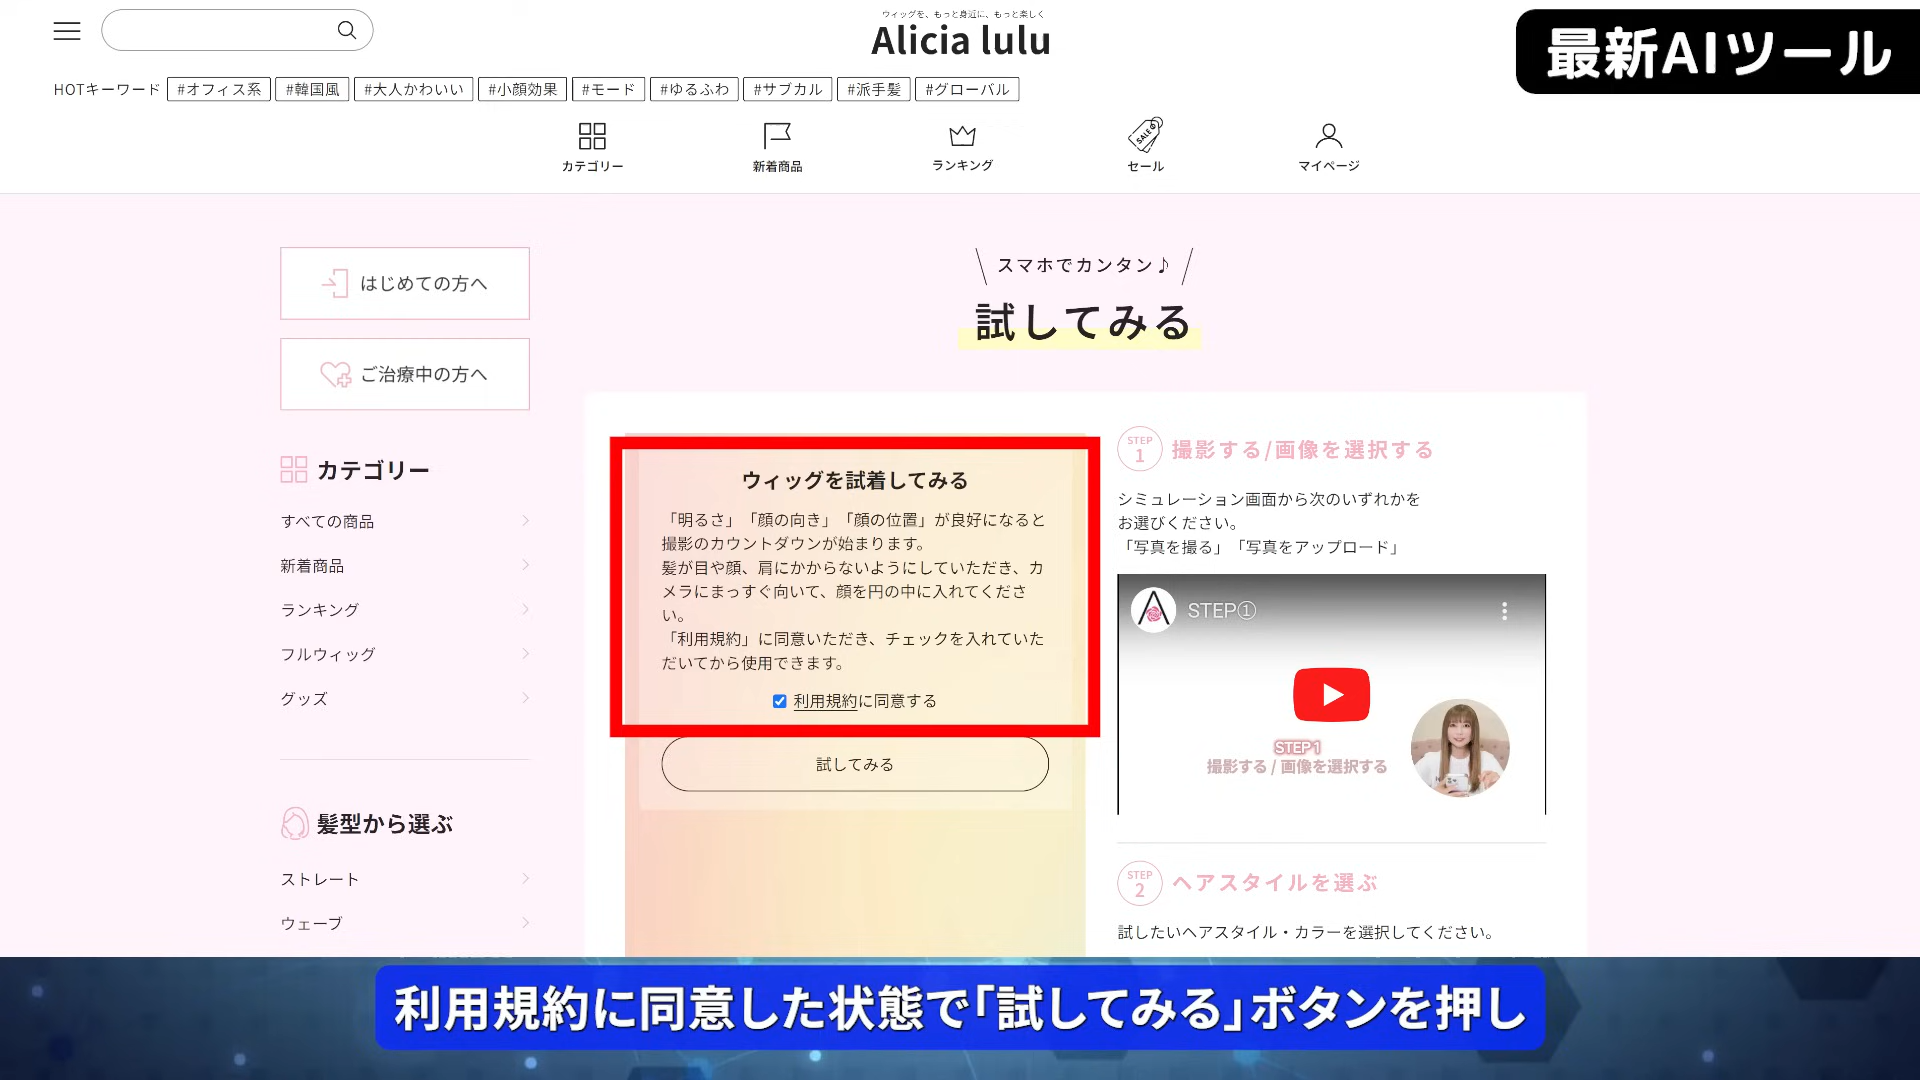 ウィッグを、もっと身近に、もっと楽しく
Alicia lulu
最新AIツール
HOTキーワード #オフィス系 #韓国風 #大人かわいい #小顔効果 #モード #ゆるふわ #サブカル #派手髪 #グローバル
カテゴリー
新着商品
ランキング
SALE
セール
マイページ
はじめての方へ
ご治療中の方へ
カテゴリー
すべての商品
新着商品
ランキング
フルウィッグ
グッズ
髪型から選ぶ
ストレート
ウェーブ
スマホでカンタン♪
試してみる
ウィッグを試着してみる
「明るさ」「顔の向き」「顔の位置」が良好になると
撮影のカウントダウンが始まります。
髪が目や顔、肩にかからないようにしていただき、カ
メラにまっすぐ向いて、顔を円の中に入れてくださ
い。
「利用規約」に同意いただき、チェックを入れていた
だいてから使用できます。
利用規約に同意する
試してみる
STEP
1
撮影する/画像を選択する
シミュレーション画面から次のいずれかを
お選びください。
「写真を撮る」「写真をアップロード」
STEP①
STEP1
撮影する / 画像を選択する
STEP
2
ヘアスタイルを選ぶ
試したいヘアスタイル・カラーを選択してください。
利用規約に同意した状態で「試してみる」ボタンを押し